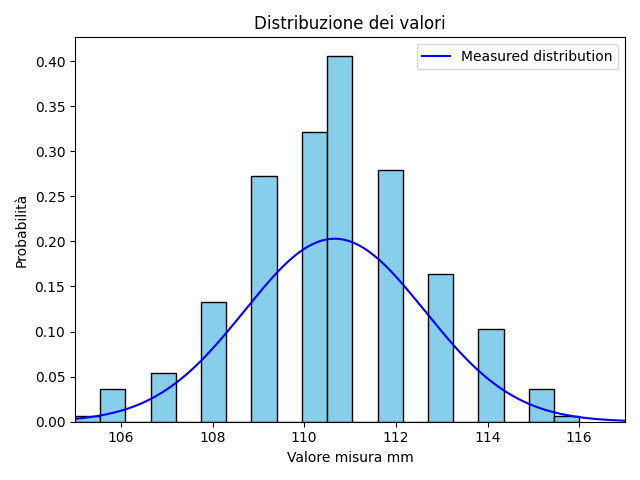 Distribuzione dei valori
Measured distribution
0.40
0.35
0.30
0.25
0.20
0.15
0.10
0.05
0.00
Probabilità
106 108 110 112 114 116
Valore misura mm